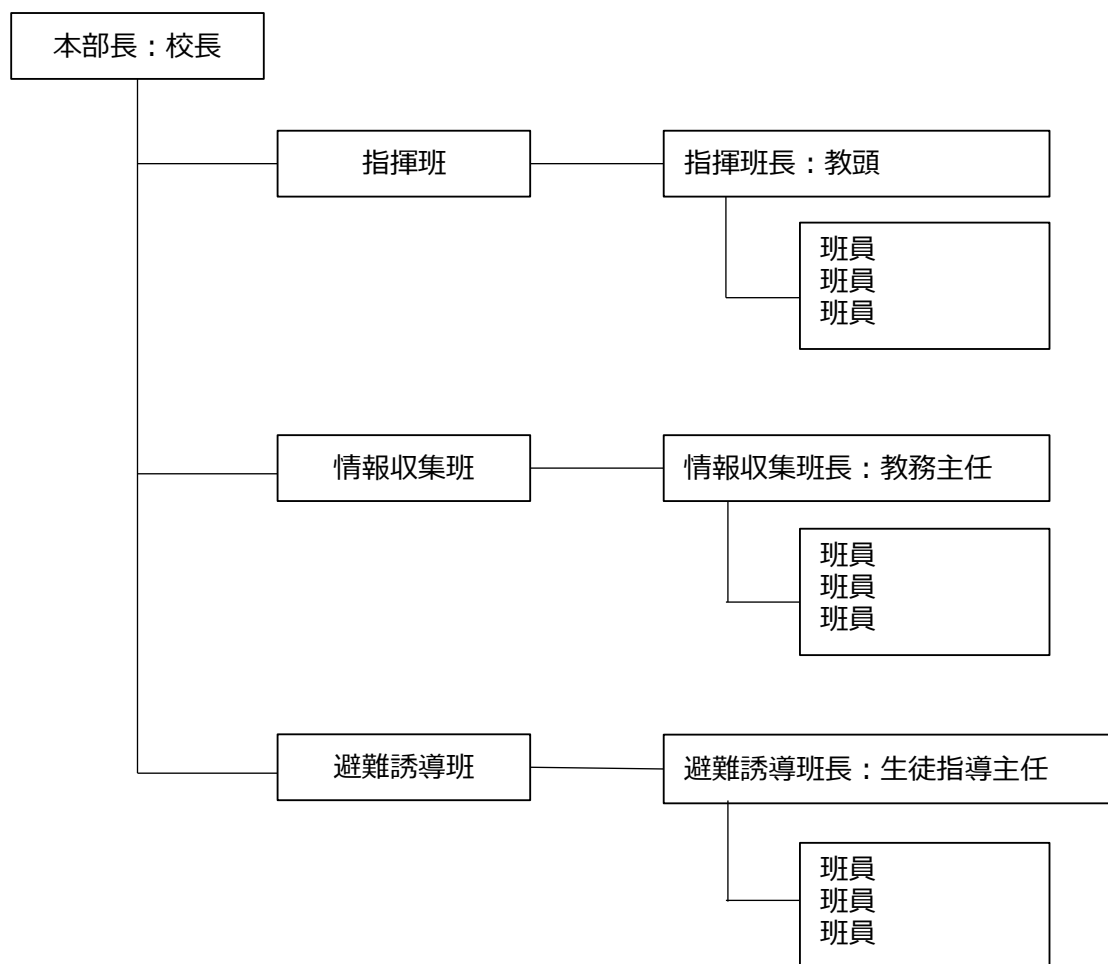 本部長：校長
指揮班
指揮班長：教頭
班員
班員
班員
情報収集班
情報収集班長：教務主任
班員
班員
班員
避難誘導班
避難誘導班長：生徒指導主任
班員
班員
班員